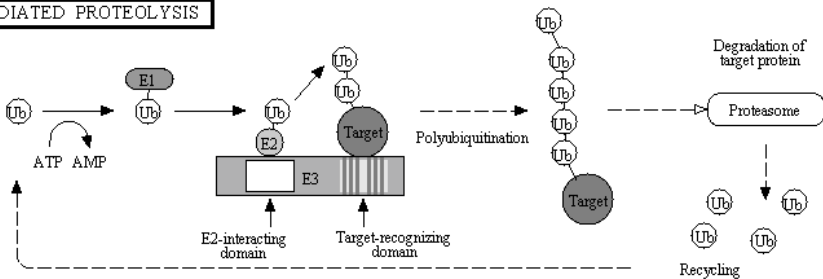 DIATED PROTEOLYSIS
Ub
ATP AMP
E1
Ub
Ub
E2
Ub
Ub
Target
E3
E2-interacting
domain
Target-recognizing
domain
Polyubiquitination
Ub
Ub
Ub
Ub
Ub
Target
Degradation of
target protein
Proteasome
Ub
Ub
Ub
Ub
Recycling